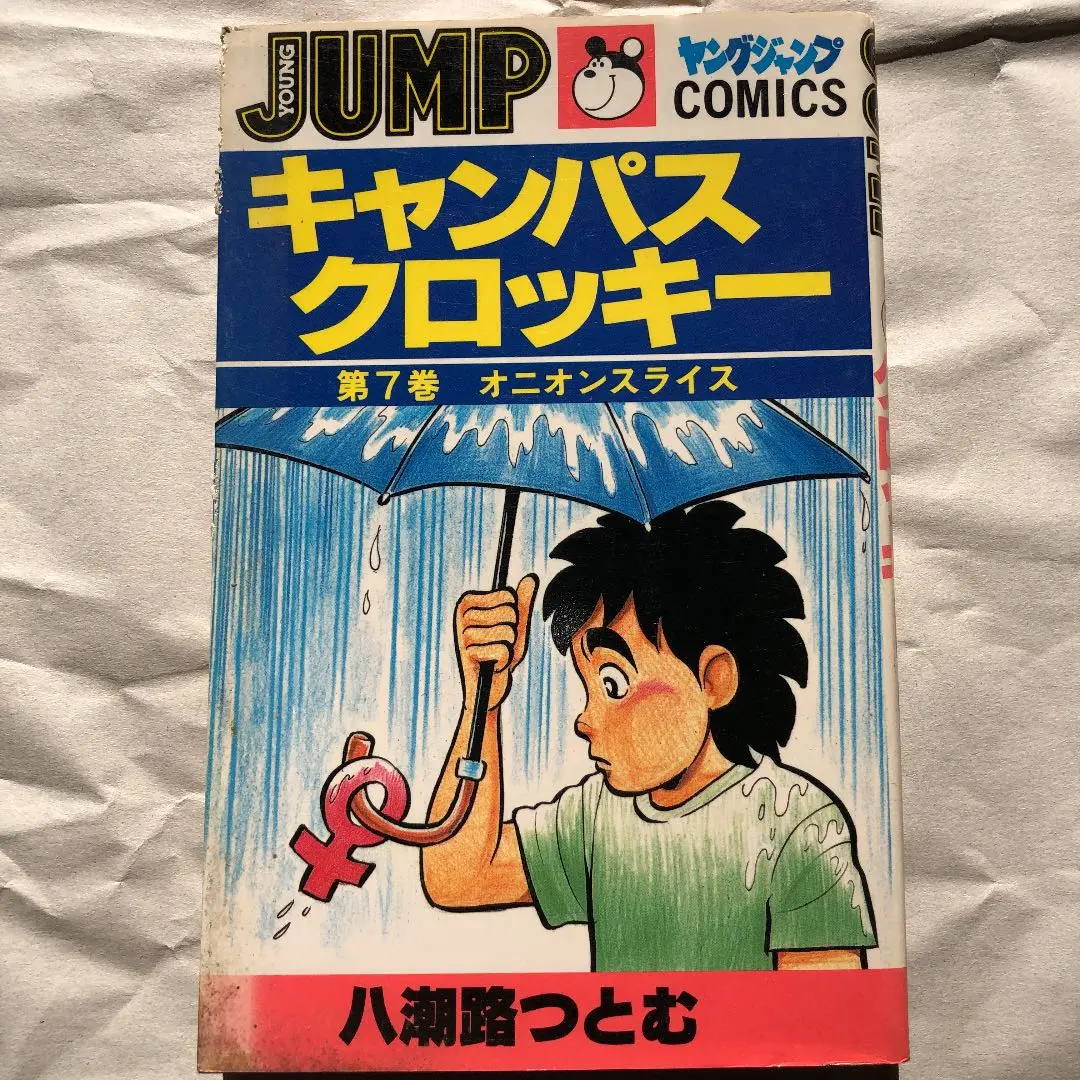 YOUNG JUMP
ヤングジャンプ
COMICS
キャンパス
クロッキー
第7巻 オニオンスライス
八潮路つとむ